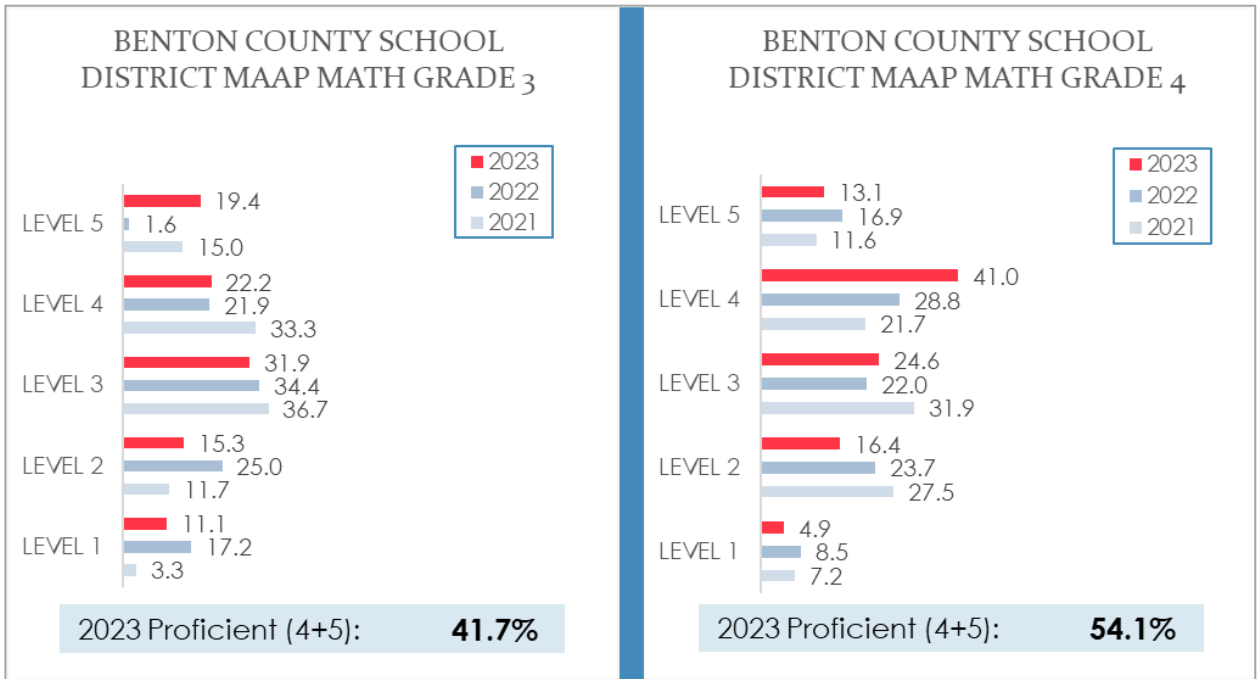 BENTON COUNTY SCHOOL
DISTRICT MAAP MATH GRADE 3
2023
2022
2021
LEVEL 5
19.4
1.6
15.0
LEVEL 4
22.2
21.9
33.3
LEVEL 3
31.9
34.4
36.7
LEVEL 2
15.3
25.0
11.7
LEVEL 1
11.1
17.2
3.3
2023 Proficient (4+5): 41.7%
BENTON COUNTY SCHOOL
DISTRICT MAAP MATH GRADE 4
2023
2022
2021
LEVEL 5
13.1
16.9
11.6
LEVEL 4
41.0
28.8
21.7
LEVEL 3
24.6
22.0
31.9
LEVEL 2
16.4
23.7
27.5
LEVEL 1
4.9
8.5
7.2
2023 Proficient (4+5): 54.1%